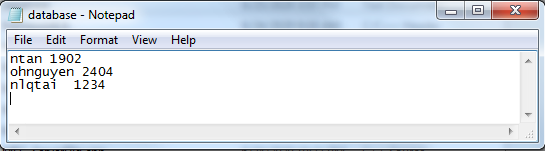 database - Notepad
File Edit Format View Help
ntan 1902
ohnguyen 2404
nlqtai  1234